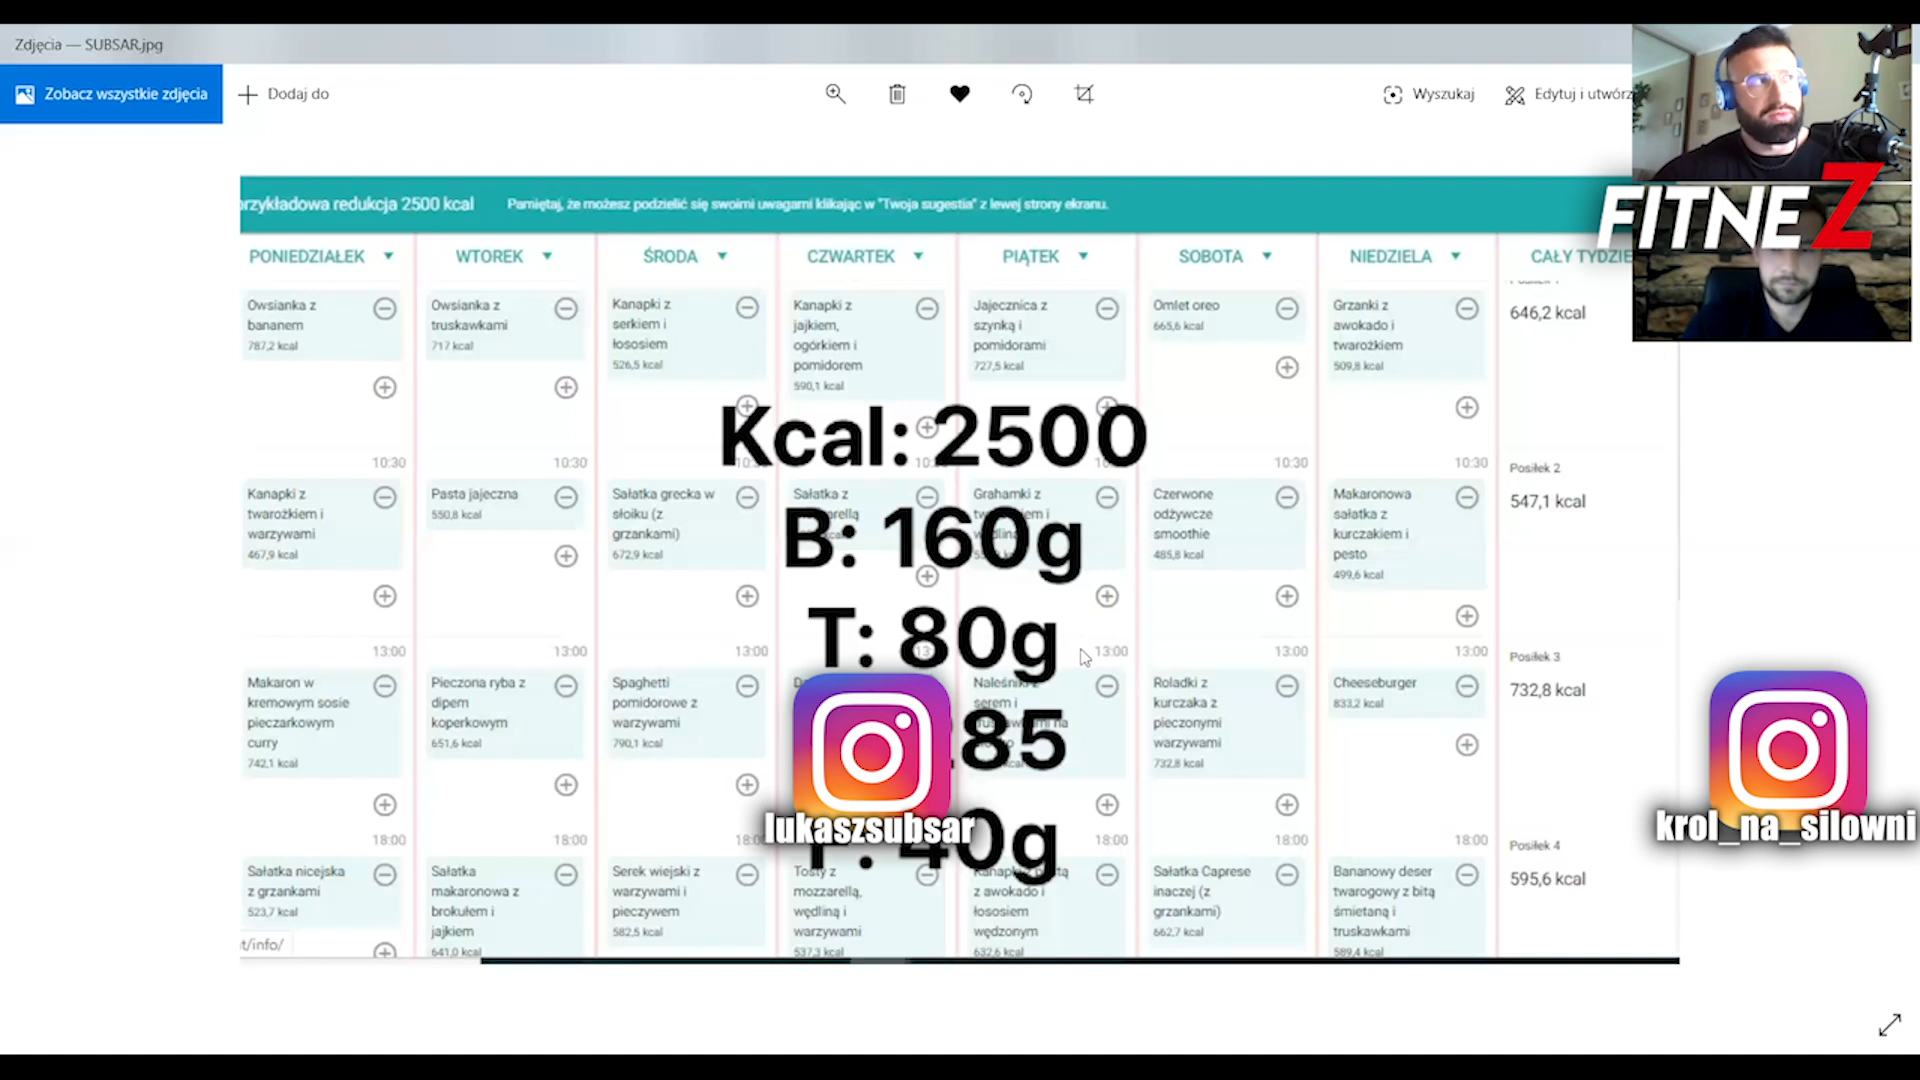 Zdjęcia — SUBSAR.jpg
Zobacz wszystkie zdjęcia
Dodaj do
Wyszukaj
Edytuj i utwórz
FITNEZ
przykładowa redukcja 2500 kcal
Pamiętaj, że możesz podzielić się swoimi uwagami klikając w "Twoja sugestia" z lewej strony ekranu.
PONIEDZIAŁEK
WTOREK
ŚRODA
CZWARTEK
PIĄTEK
SOBOTA
NIEDZIELA
CAŁY
Owsianka z
bananem
787,2 kcal
Owsianka z
truskawkami
717 kcal
Kanapki z
serkiem i
łososiem
526,5 kcal
Kanapki z
jajkiem,
ogórkiem i
pomidorem
590,1 kcal
Jajecznica z
szynką i
pomidorami
727,5 kcal
Omlet oreo
665,6 kcal
Grzanki z
awokado i
twarożkiem
509,8 kcal
646,2 kcal
Kcal: 2500
B: 160g
T: 80g
85
40g
10:30
10:30
10:30
10:30
Kanapki z
twarożkiem i
warzywami
467,9 kcal
Pasta jajeczna
550,8 kcal
Sałatka grecka w
słoiku (z
grzankami)
672,9 kcal
Sałatka z
Grahamki z
Czerwone
odżywcze
smoothie
485,8 kcal
Makaronowa
sałatka z
kurczakiem i
pesto
499,6 kcal
Posiłek 2
547,1 kcal
13:00
13:00
13:00
13:00
13:00
13:00
Makaron w
kremowym sosie
pieczarkowym
curry
742,1 kcal
Pieczona ryba z
dipem
koperkowym
651,6 kcal
Spaghetti
pomidorowe z
warzywami
790,1 kcal
Naleśniki z
serem i
Roladki z
kurczaka z
pieczonymi
warzywami
732,8 kcal
Cheeseburger
833,2 kcal
Posiłek 3
732,8 kcal
18:00
18:00
18:00
18:00
18:00
Sałatka nicejska
z grzankami
523,7 kcal
Sałatka
makaronowa z
brokułem i
jajkiem
641,0 kcal
Serek wiejski z
warzywami i
pieczywem
582,5 kcal
Tosty z
mozzarellą,
wędliną i
warzywami
537,3 kcal
z awokado i
łososiem
wędzonym
632,6 kcal
Sałatka Caprese
inaczej (z
grzankami)
662,7 kcal
Bananowy deser
twarogowy z bitą
śmietaną i
truskawkami
589,4 kcal
Posiłek 4
595,6 kcal
t/info/
lukaszsubsar
krol_na_silowni